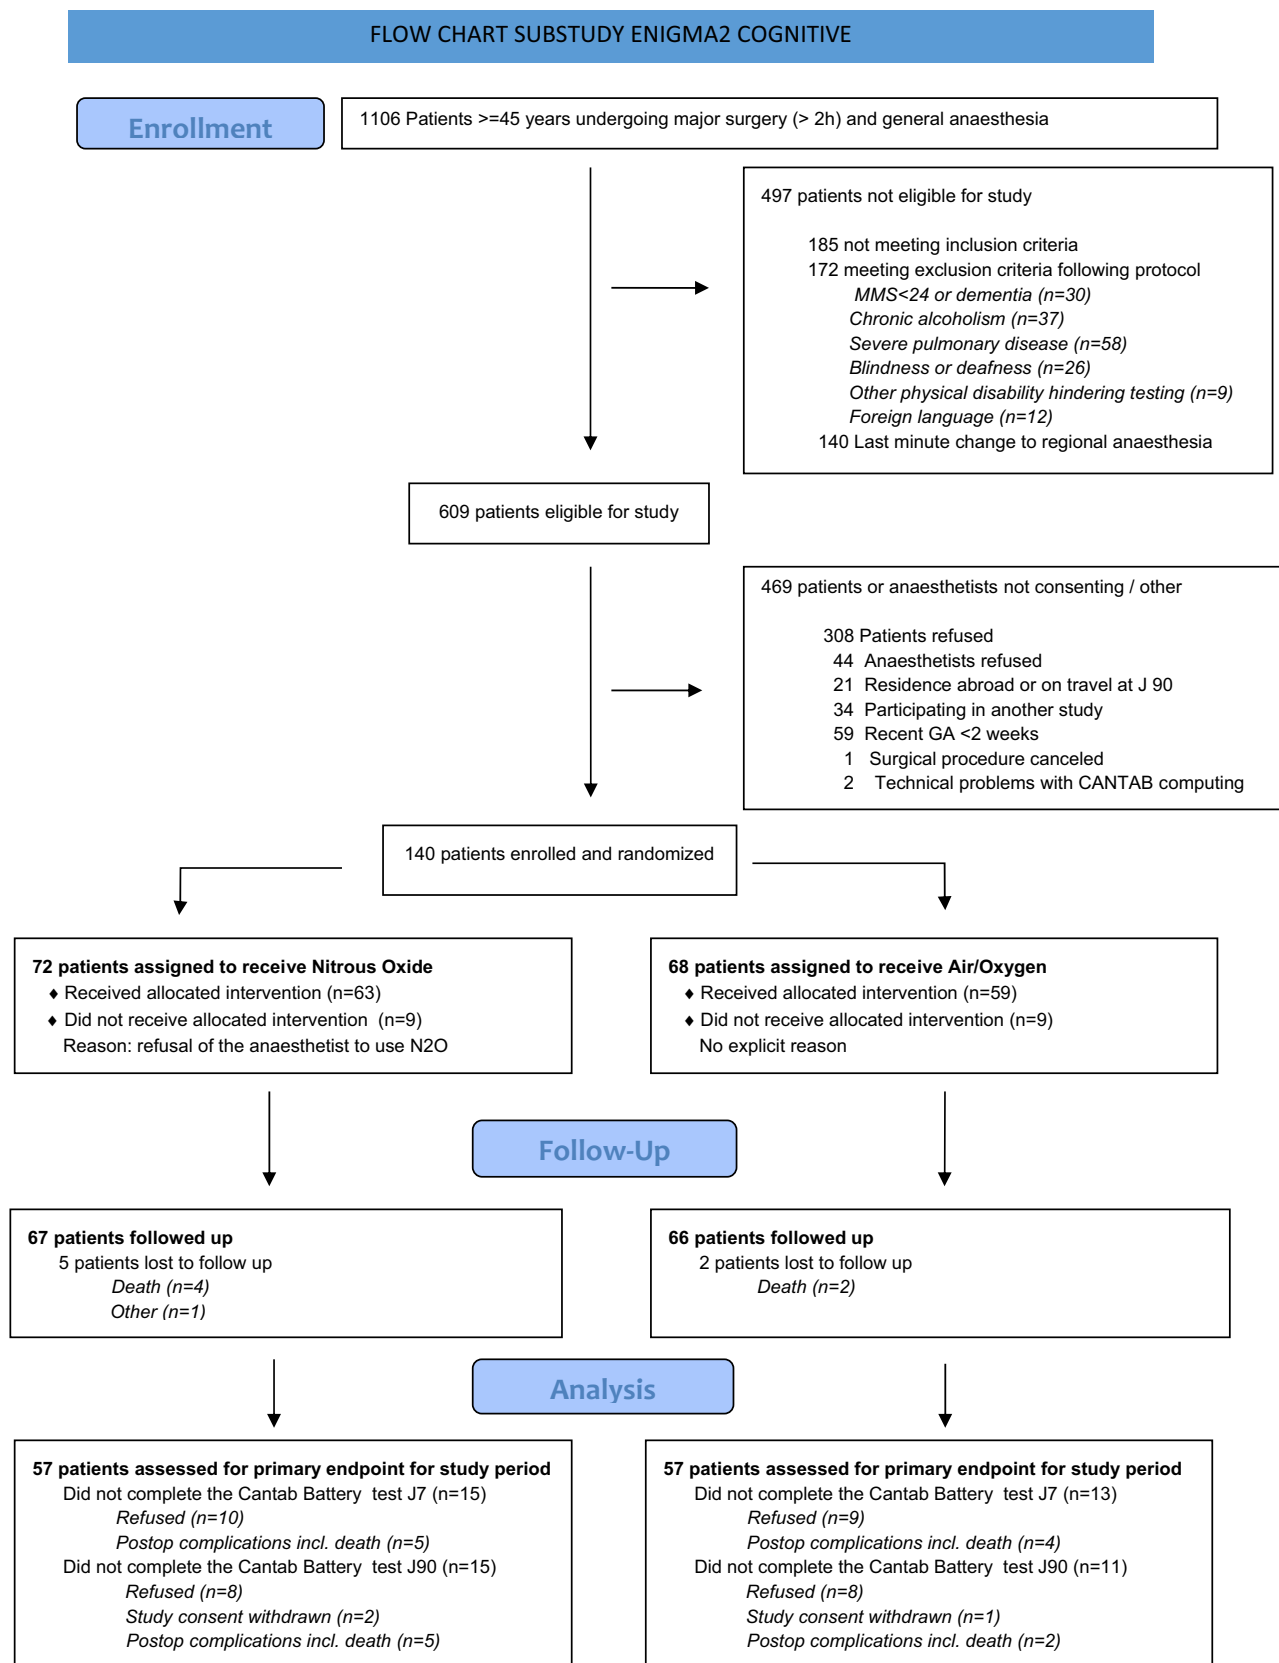 FLOW CHART SUBSTUDY ENIGMA2 COGNITIVE
Enrollment
1106 Patients >=45 years undergoing major surgery (> 2h) and general anaesthesia
497 patients not eligible for study
185 not meeting inclusion criteria
172 meeting exclusion criteria following protocol
MMS<24 or dementia (n=30)
Chronic alcoholism (n=37)
Severe pulmonary disease (n=58)
Blindness or deafness (n=26)
Other physical disability hindering testing (n=9)
Foreign language (n=12)
140 Last minute change to regional anaesthesia
609 patients eligible for study
469 patients or anaesthetists not consenting / other
308 Patients refused
44 Anaesthetists refused
21 Residence abroad or on travel at J 90
34 Participating in another study
59 Recent GA <2 weeks
1 Surgical procedure canceled
2 Technical problems with CANTAB computing
140 patients enrolled and randomized
72 patients assigned to receive Nitrous Oxide
♦ Received allocated intervention (n=63)
♦ Did not receive allocated intervention (n=9)
Reason: refusal of the anaesthetist to use N2O
68 patients assigned to receive Air/Oxygen
♦ Received allocated intervention (n=59)
♦ Did not receive allocated intervention (n=9)
No explicit reason
Follow-Up
67 patients followed up
5 patients lost to follow up
Death (n=4)
Other (n=1)
66 patients followed up
2 patients lost to follow up
Death (n=2)
Analysis
57 patients assessed for primary endpoint for study period
Did not complete the Cantab Battery test J7 (n=15)
Refused (n=10)
Postop complications incl. death (n=5)
Did not complete the Cantab Battery test J90 (n=15)
Refused (n=8)
Study consent withdrawn (n=2)
Postop complications incl. death (n=5)
57 patients assessed for primary endpoint for study period
Did not complete the Cantab Battery test J7 (n=13)
Refused (n=9)
Postop complications incl. death (n=4)
Did not complete the Cantab Battery test J90 (n=11)
Refused (n=8)
Study consent withdrawn (n=1)
Postop complications incl. death (n=2)